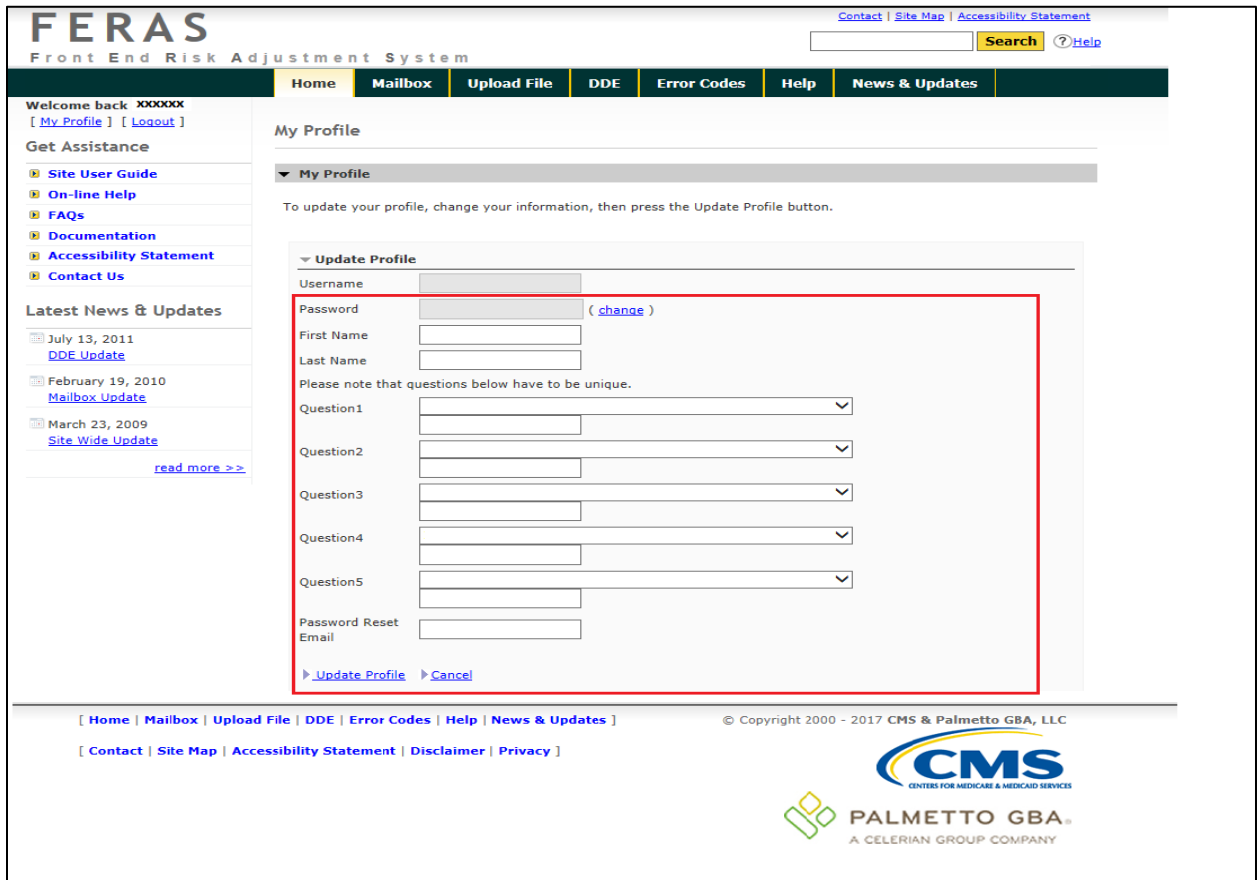 FERAS
Front End Risk Adjustment System
Contact | Site Map | Accessibility Statement
Search ? Help
Home Mailbox Upload File DDE Error Codes Help News & Updates
Welcome back xxxxxx
[ My Profile ] [ Logout ]
Get Assistance
Site User Guide
On-line Help
FAQs
Documentation
Accessibility Statement
Contact Us
Latest News & Updates
July 13, 2011
DDE Update
February 19, 2010
Mailbox Update
March 23, 2009
Site Wide Update
read more >>
My Profile
My Profile
To update your profile, change your information, then press the Update Profile button.
Update Profile
Username
Password ( change )
First Name
Last Name
Please note that questions below have to be unique.
Question1
Question2
Question3
Question4
Question5
Password Reset
Email
Update Profile Cancel
[ Home | Mailbox | Upload File | DDE | Error Codes | Help | News & Updates ]
© Copyright 2000 - 2017 CMS & Palmetto GBA, LLC
[ Contact | Site Map | Accessibility Statement | Disclaimer | Privacy ]
CMS
CENTERS FOR MEDICARE & MEDICAID SERVICES
PALMETTO GBA®
A CELERIAN GROUP COMPANY